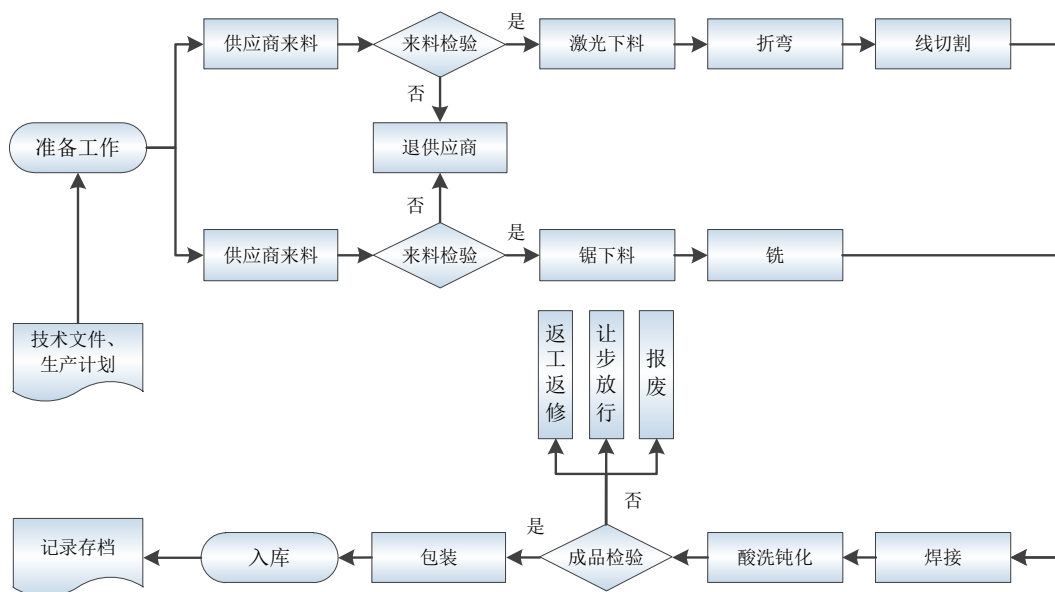 供应商来料
来料检验
是
激光下料
折弯
线切割
否
准备工作
退供应商
否
供应商来料
来料检验
是
锯下料
铣
技术文件、
生产计划
返工返修
让步放行
报废
否
记录存档
入库
包装
是
成品检验
酸洗钝化
焊接